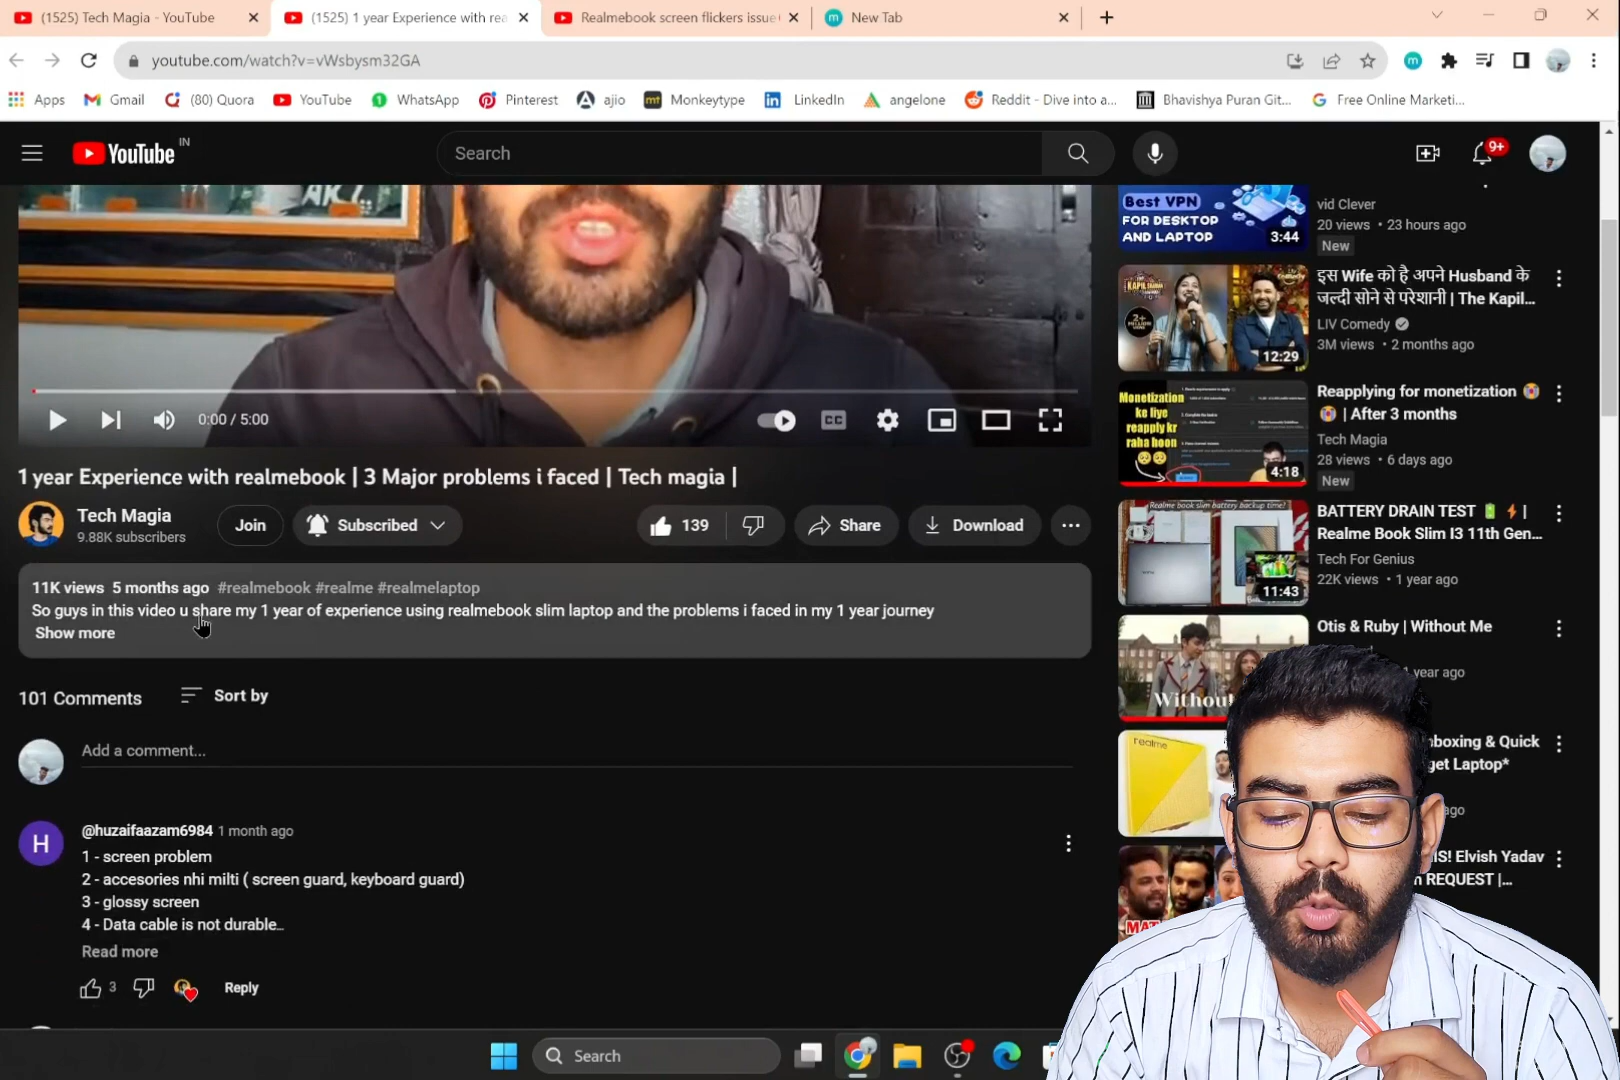 (1525) Tech Magia - YouTube
(1525) 1 year Experience with rea
Realmebook screen flickers issue
New Tab
youtube.com/watch?v=vWsbysm32GA
Apps
Gmail
(80) Quora
YouTube
WhatsApp
Pinterest
ajio
mt
Monkeytype
LinkedIn
angelone
Reddit - Dive into a...
Bhavishya Puran Git...
Free Online Marketi...
YouTube IN
Search
9+
0:00 / 5:00
CC
1 year Experience with realmebook | 3 Major problems i faced | Tech magia |
Tech Magia
9.88K subscribers
Join
Subscribed
139
Share
Download
11K views 5 months ago #realmebook #realme #realmelaptop
So guys in this video u share my 1 year of experience using realmebook slim laptop and the problems i faced in my 1 year journey
Show more
101 Comments
Sort by
Add a comment...
H
@huzaifaazam6984 1 month ago
1 - screen problem
2 - accesories nhi milti ( screen guard, keyboard guard)
3 - glossy screen
4 - Data cable is not durable…
Read more
3
Reply
Best VPN
FOR DESKTOP
AND LAPTOP
3:44
vid Clever
20 views • 23 hours ago
New
THE KAPIL
2+
MILLION
12:29
इस Wife को है अपने Husband के
जल्दी सोने से परेशानी | The Kapil...
LIV Comedy
3M views • 2 months ago
Monetization
ke liye
reapply kr
raha hoon
4:18
Reapplying for monetization
| After 3 months
Tech Magia
28 views • 6 days ago
New
Realme book slim battery backup time?
11:43
BATTERY DRAIN TEST
Realme Book Slim I3 11th Gen...
Tech For Genius
22K views • 1 year ago
Without
Otis & Ruby | Without Me
year ago
realme
boxing & Quick
get Laptop*
ago
MAT
IS! Elvish Yadav
REQUEST |...
Search